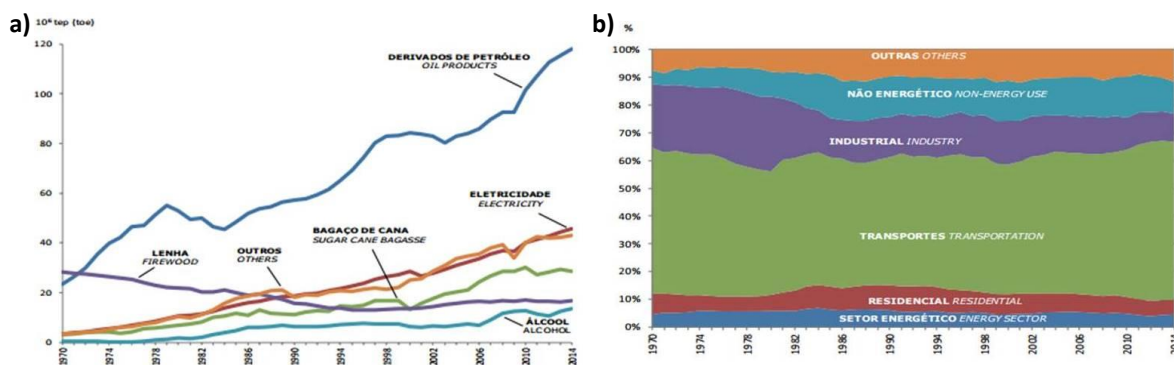 a)
10⁶ tep (toe)
120
100
80
60
40
20
0
DERIVADOS DE PETRÓLEO
OIL PRODUCTS
ELETRICIDADE
ELECTRICITY
BAGAÇO DE CANA
SUGAR CANE BAGASSE
LENHA
FIREWOOD
OUTROS
OTHERS
ÁLCOOL
ALCOHOL
1970 1974 1978 1982 1986 1990 1994 1998 2002 2006 2010 2014
b)
%
100%
90%
80%
70%
60%
50%
40%
30%
20%
10%
0%
OUTRAS OTHERS
NÃO ENERGÉTICO NON-ENERGY USE
INDUSTRIAL INDUSTRY
TRANSPORTES TRANSPORTATION
RESIDENCIAL RESIDENTIAL
SETOR ENERGÉTICO ENERGY SECTOR
1970 1974 1978 1982 1986 1990 1994 1998 2002 2006 2010